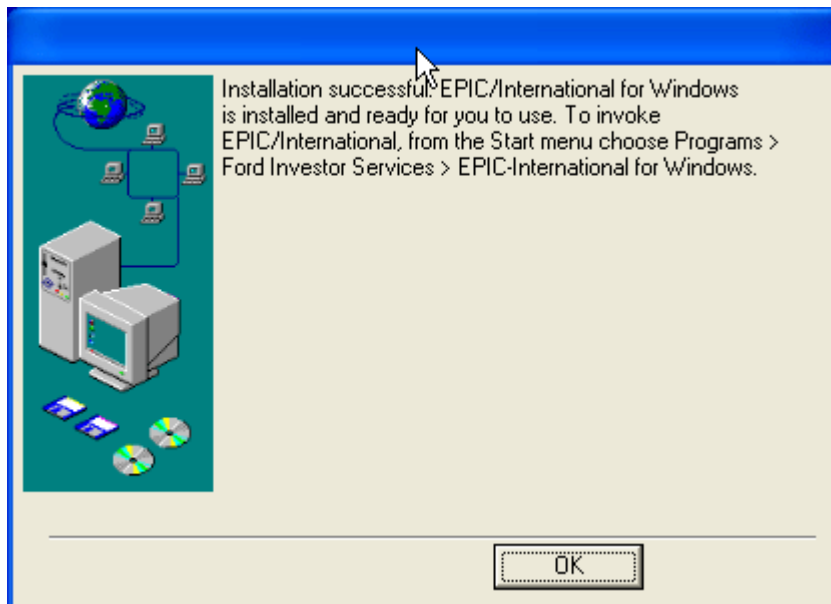 Installation successful. EPIC/International for Windows
is installed and ready for you to use. To invoke
EPIC/International, from the Start menu choose Programs >
Ford Investor Services > EPIC-International for Windows.
OK